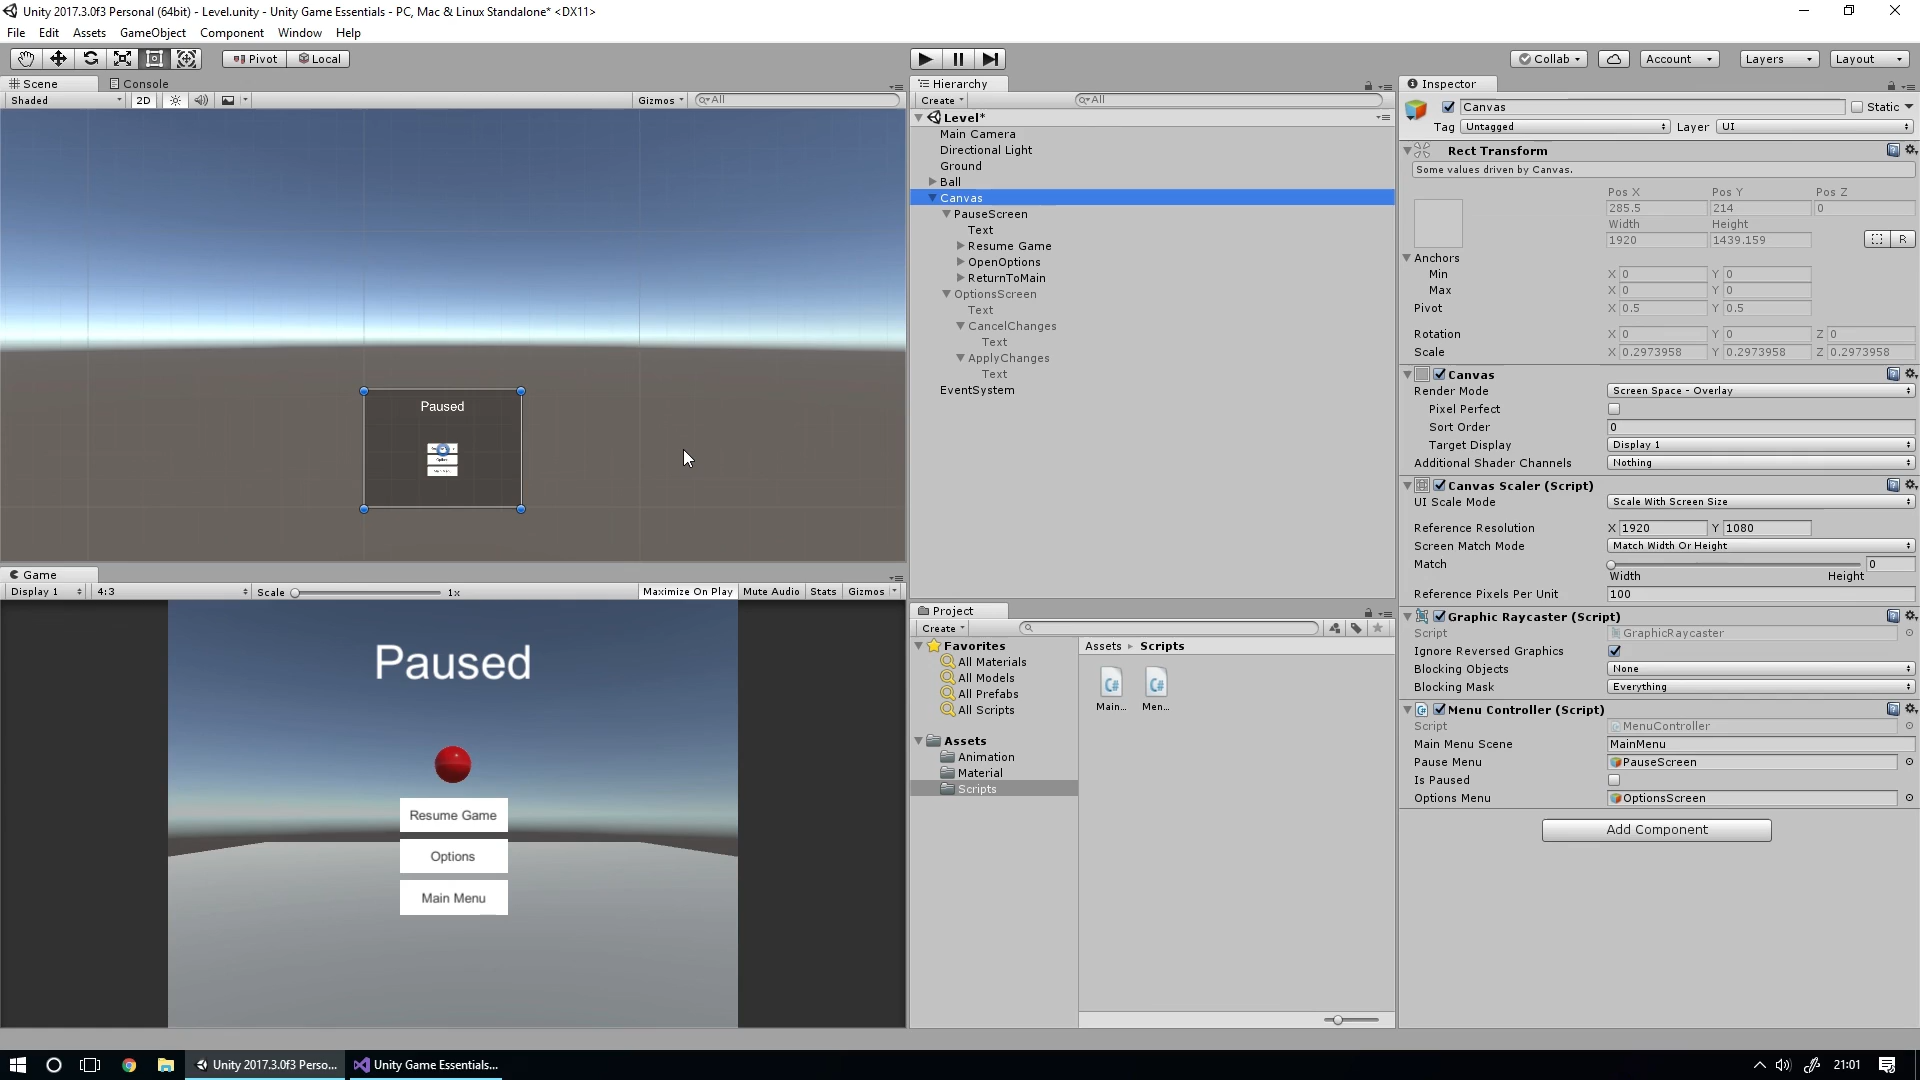 Unity 2017.3.0f3 Personal (64bit) - Level.unity - Unity Game Essentials - PC, Mac & Linux Standalone* <DX11>
File Edit Assets GameObject Component Window Help
Pivot Local
Collab Account Layers Layout
Scene Console
Shaded 2D Gizmos All
Paused
Game
Display 1 4:3 Scale 1x Maximize On Play Mute Audio Stats Gizmos
Paused
Resume Game
Options
Main Menu
Hierarchy
Create All
Level*
Main Camera
Directional Light
Ground
Ball
Canvas
PauseScreen
Text
Resume Game
OpenOptions
ReturnToMain
OptionsScreen
Text
CancelChanges
Text
ApplyChanges
Text
EventSystem
Project
Create
Favorites
All Materials
All Models
All Prefabs
All Scripts
Assets
Animation
Material
Scripts
Assets Scripts
Main... Men...
Inspector
Canvas Static
Tag Untagged Layer UI
Rect Transform
Some values driven by Canvas.
Pos X Pos Y Pos Z
285.5 214 0
Width Height
1920 1439.159 R
Anchors
Min X 0 Y 0
Max X 0 Y 0
Pivot X 0.5 Y 0.5
Rotation X 0 Y 0 Z 0
Scale X 0.2973958 Y 0.2973958 Z 0.2973958
Canvas
Render Mode Screen Space - Overlay
Pixel Perfect
Sort Order 0
Target Display Display 1
Additional Shader Channels Nothing
Canvas Scaler (Script)
UI Scale Mode Scale With Screen Size
Reference Resolution X 1920 Y 1080
Screen Match Mode Match Width Or Height
Match 0
Width Height
Reference Pixels Per Unit 100
Graphic Raycaster (Script)
Script GraphicRaycaster
Ignore Reversed Graphics
Blocking Objects None
Blocking Mask Everything
Menu Controller (Script)
Script MenuController
Main Menu Scene MainMenu
Pause Menu PauseScreen
Is Paused
Options Menu OptionsScreen
Add Component
Unity 2017.3.0f3 Perso... Unity Game Essentials... 21:01